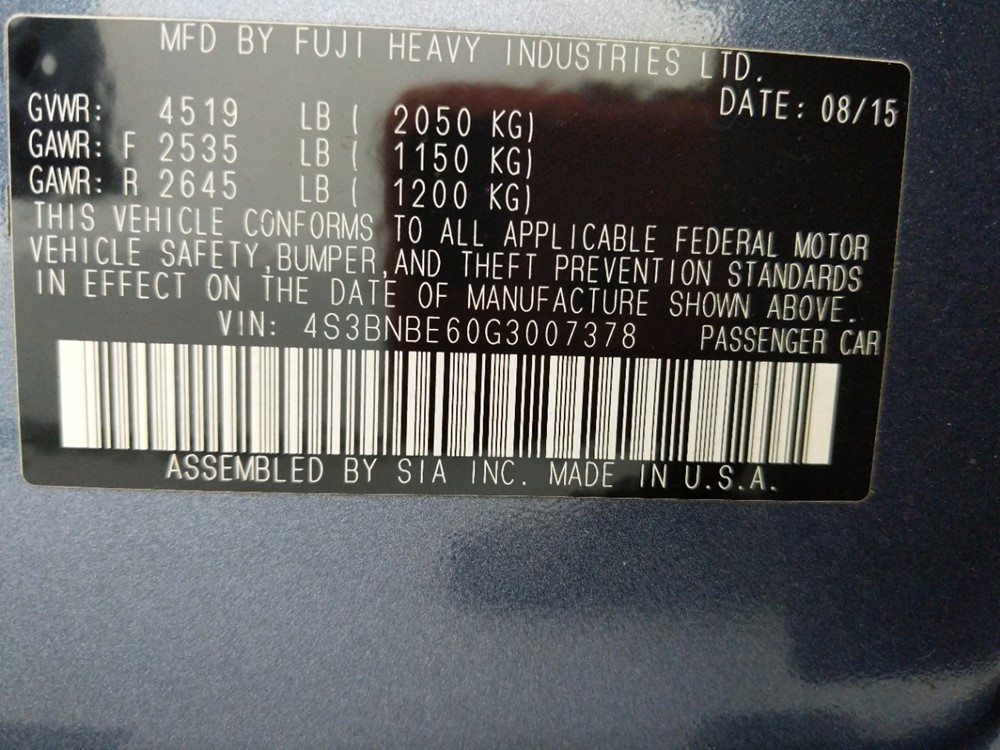 MFD BY FUJI HEAVY INDUSTRIES LTD.
DATE: 08/15
GVWR: 4519 LB ( 2050 KG)
GAWR: F 2535 LB ( 1150 KG)
GAWR: R 2645 LB ( 1200 KG)
THIS VEHICLE CONFORMS TO ALL APPLICABLE FEDERAL MOTOR
VEHICLE SAFETY,BUMPER,AND THEFT PREVENTION STANDARDS
IN EFFECT ON THE DATE OF MANUFACTURE SHOWN ABOVE.
VIN: 4S3BNBE60G3007378 PASSENGER CAR
ASSEMBLED BY SIA INC. MADE IN U.S.A.